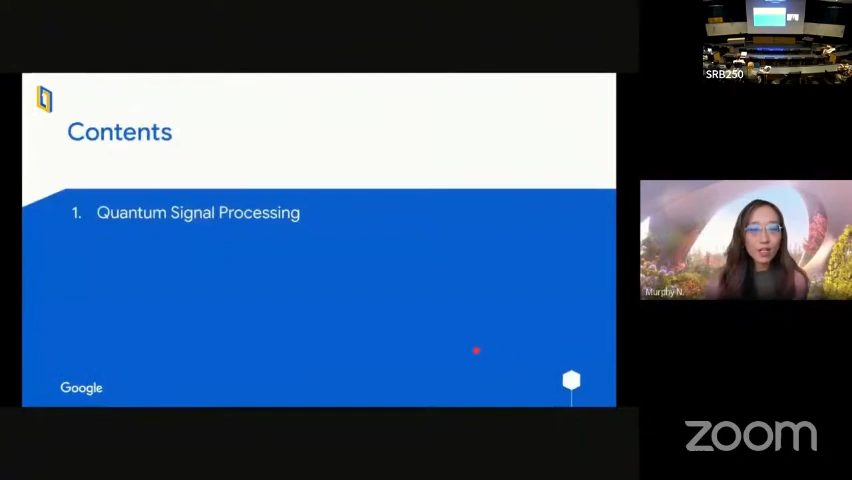 SRB250
Contents
1. Quantum Signal Processing
Murphy N.
Google
zoom